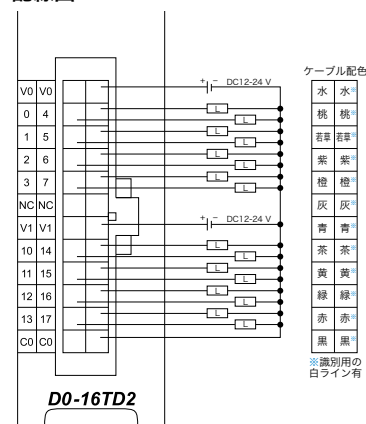 DC12-24 V
ケーブル配色
V0 V0 + − 水 水※
0 4 L 桃 桃※
L
1 5 L 若草 若草※
L
2 6 L 紫 紫※
L
3 7 L 橙 橙※
L
NC NC 灰 灰※
V1 V1 + − DC12-24 V 青 青※
10 14 L 茶 茶※
L
11 15 L 黄 黄※
L
12 16 L 緑 緑※
L
13 17 L 赤 赤※
L
C0 C0 黒 黒※
※識別用の
白ライン有
D0-16TD2